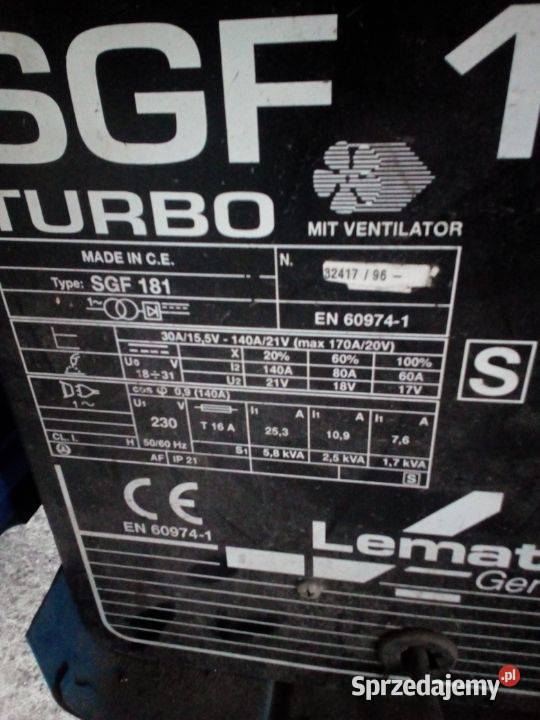 SGF 1
TURBO
MIT VENTILATOR
MADE IN C.E.
N.
32417 / 96 -
Type: SGF 181
1~
EN 60974-1
30A/15,5V - 140A/21V (max 170A/20V)
X 20% 60% 100%
U0 V I2 140A 80A 60A
18÷31 U2 21V 18V 17V
S
cos φ 0,9 (140A)
1~ U1 V I1 A I1 A I1 A
230 T 16 A 25,3 10,9 7,6
CL. I. H 50/60 Hz S1 5,8 kVA 2,5 kVA 1,7 kVA
AF IP 21 S
CE
EN 60974-1
Lemat
Ger
Sprzedajemy.pl